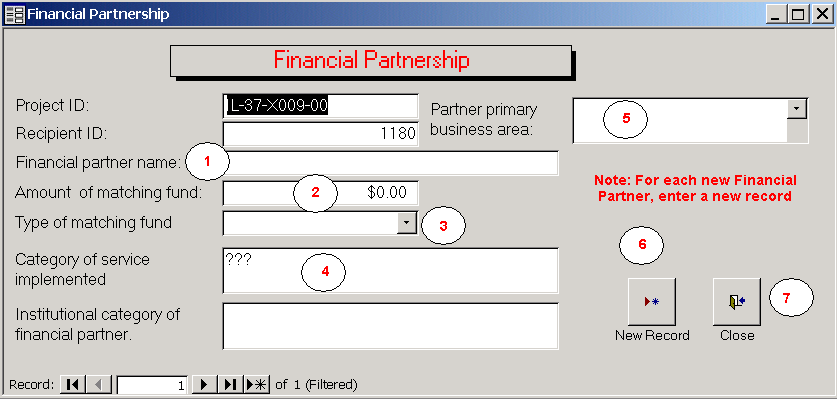 Financial Partnership
Financial Partnership
Project ID:
IL-37-X009-00
Partner primary
business area:
5
Recipient ID:
1180
Financial partner name:
1
Amount of matching fund:
2
$0.00
Note: For each new Financial
Partner, enter a new record
Type of matching fund
3
Category of service
implemented
???
4
6
7
Institutional category of
financial partner.
New Record
Close
Record:
1
of 1 (Filtered)